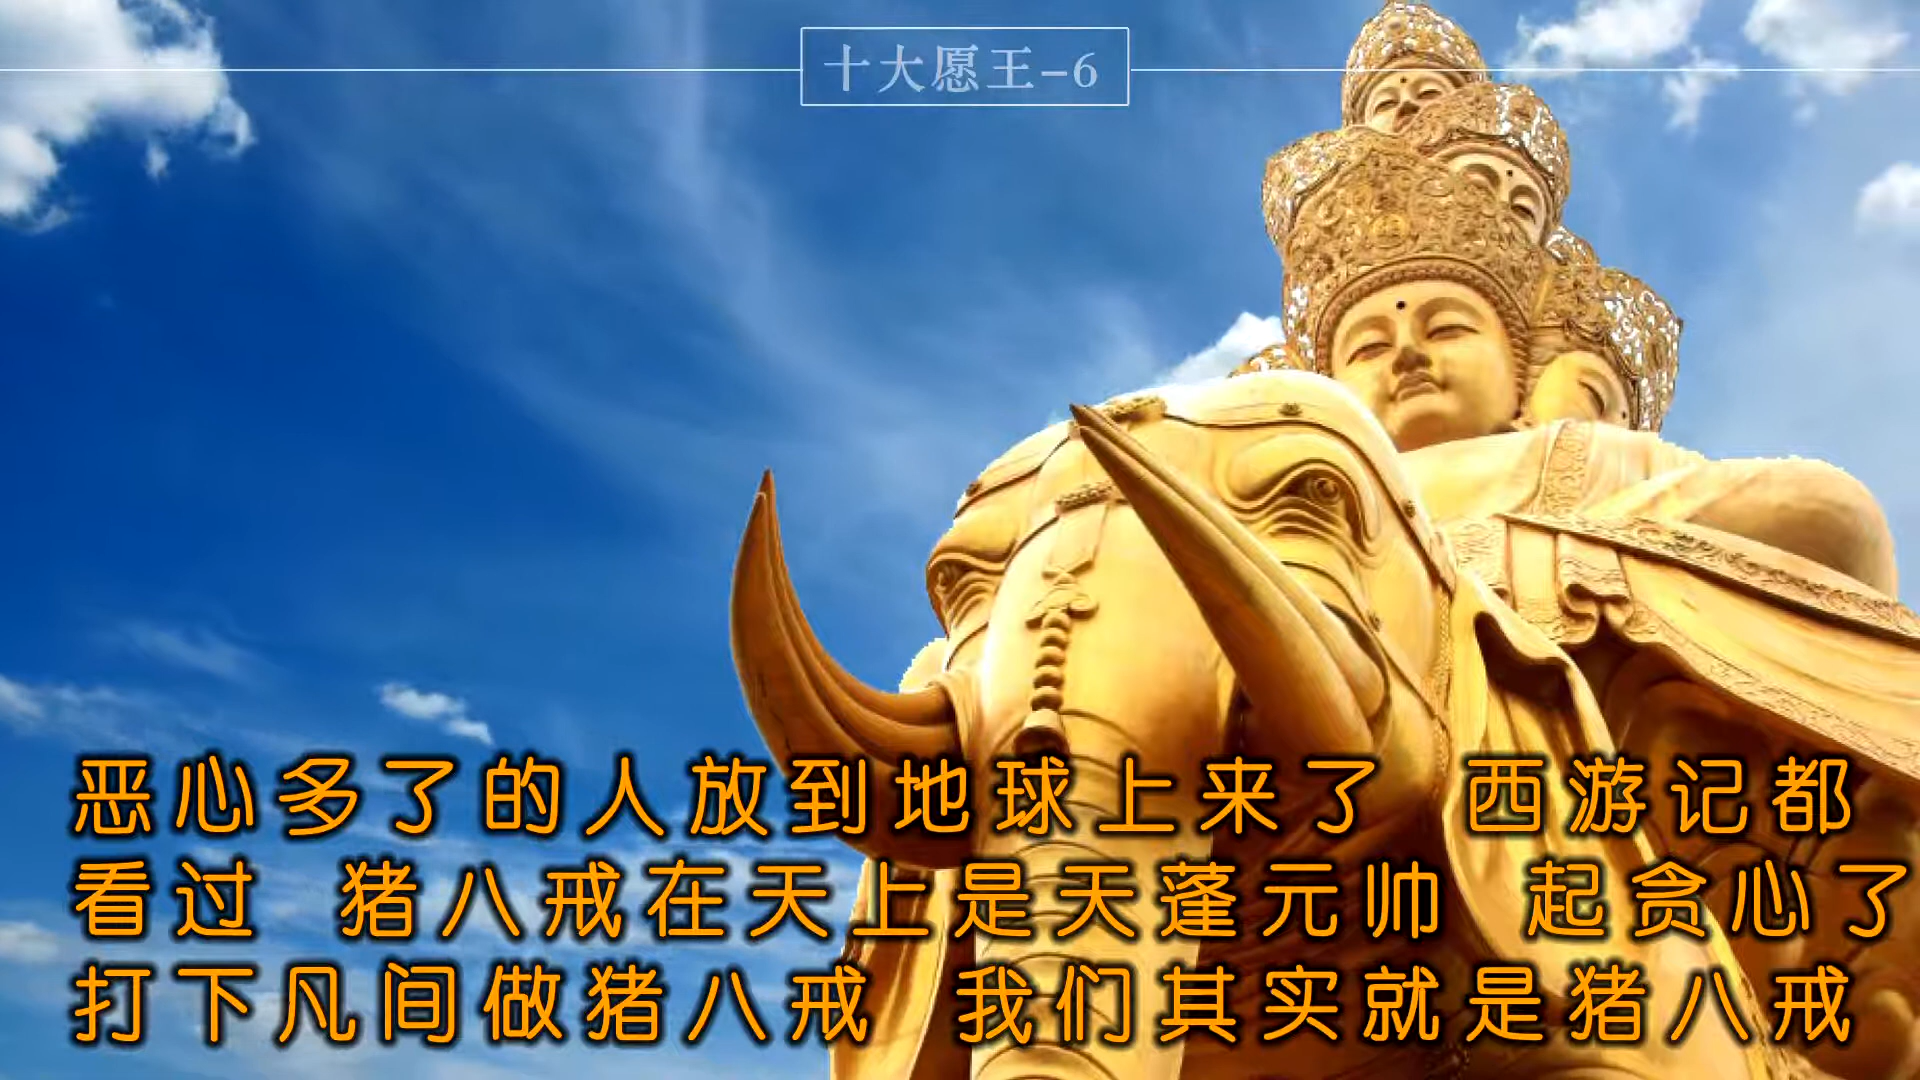 十大愿王-6
恶心多了的人放到地球上来了 西游记都
看过 猪八戒在天上是天蓬元帅 起贪心了
打下凡间做猪八戒 我们其实就是猪八戒